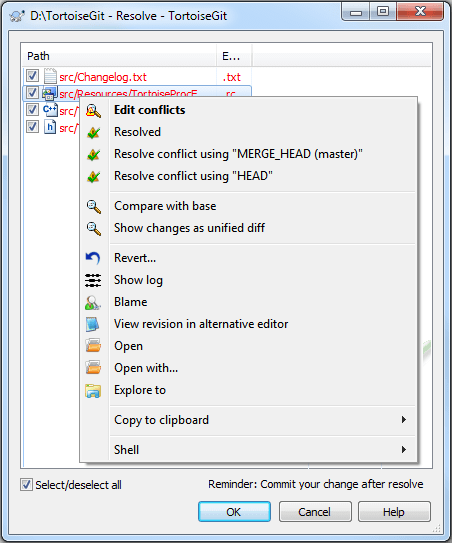 D:\TortoiseGit - Resolve - TortoiseGit
Path E...
src/Changelog.txt .txt
src/Resources/TortoiseProcE .rc
src/
src/
Edit conflicts
Resolved
Resolve conflict using "MERGE_HEAD (master)"
Resolve conflict using "HEAD"
Compare with base
Show changes as unified diff
Revert...
Show log
Blame
View revision in alternative editor
Open
Open with...
Explore to
Copy to clipboard
Shell
Select/deselect all Reminder: Commit your change after resolve
OK Cancel Help